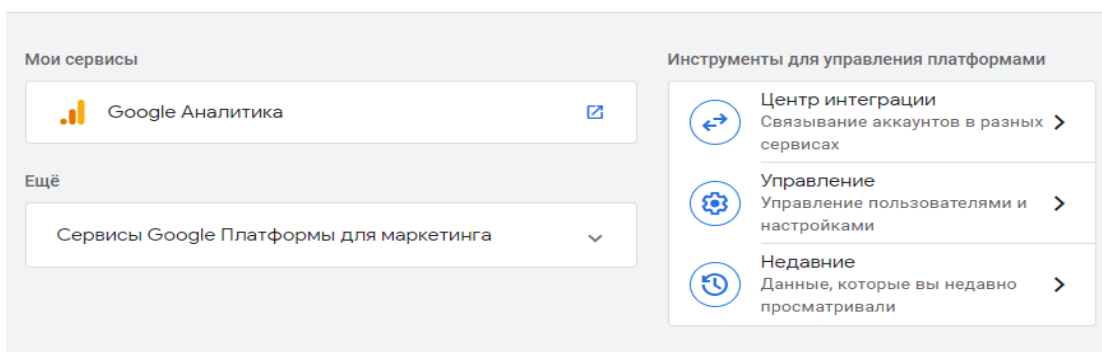 Мои сервисы
Google Аналитика
Ещё
Сервисы Google Платформы для маркетинга
Инструменты для управления платформами
Центр интеграции
Связывание аккаунтов в разных
сервисах
Управление
Управление пользователями и
настройками
Недавние
Данные, которые вы недавно
просматривали